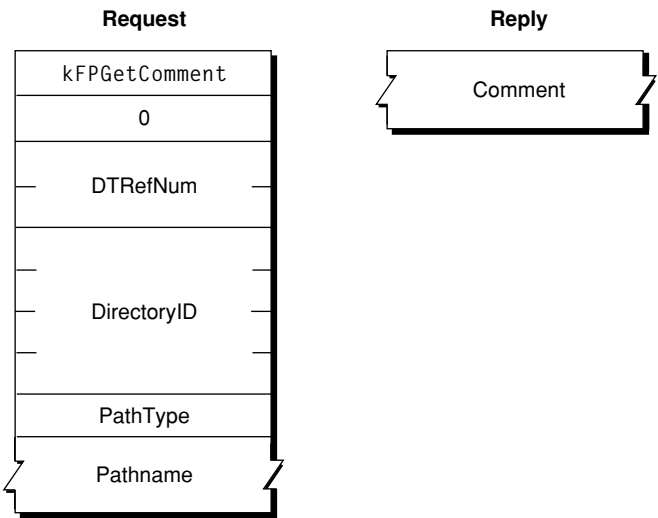 Request
kFPGetComment
0
DTRefNum
DirectoryID
PathType
Pathname
Reply
Comment